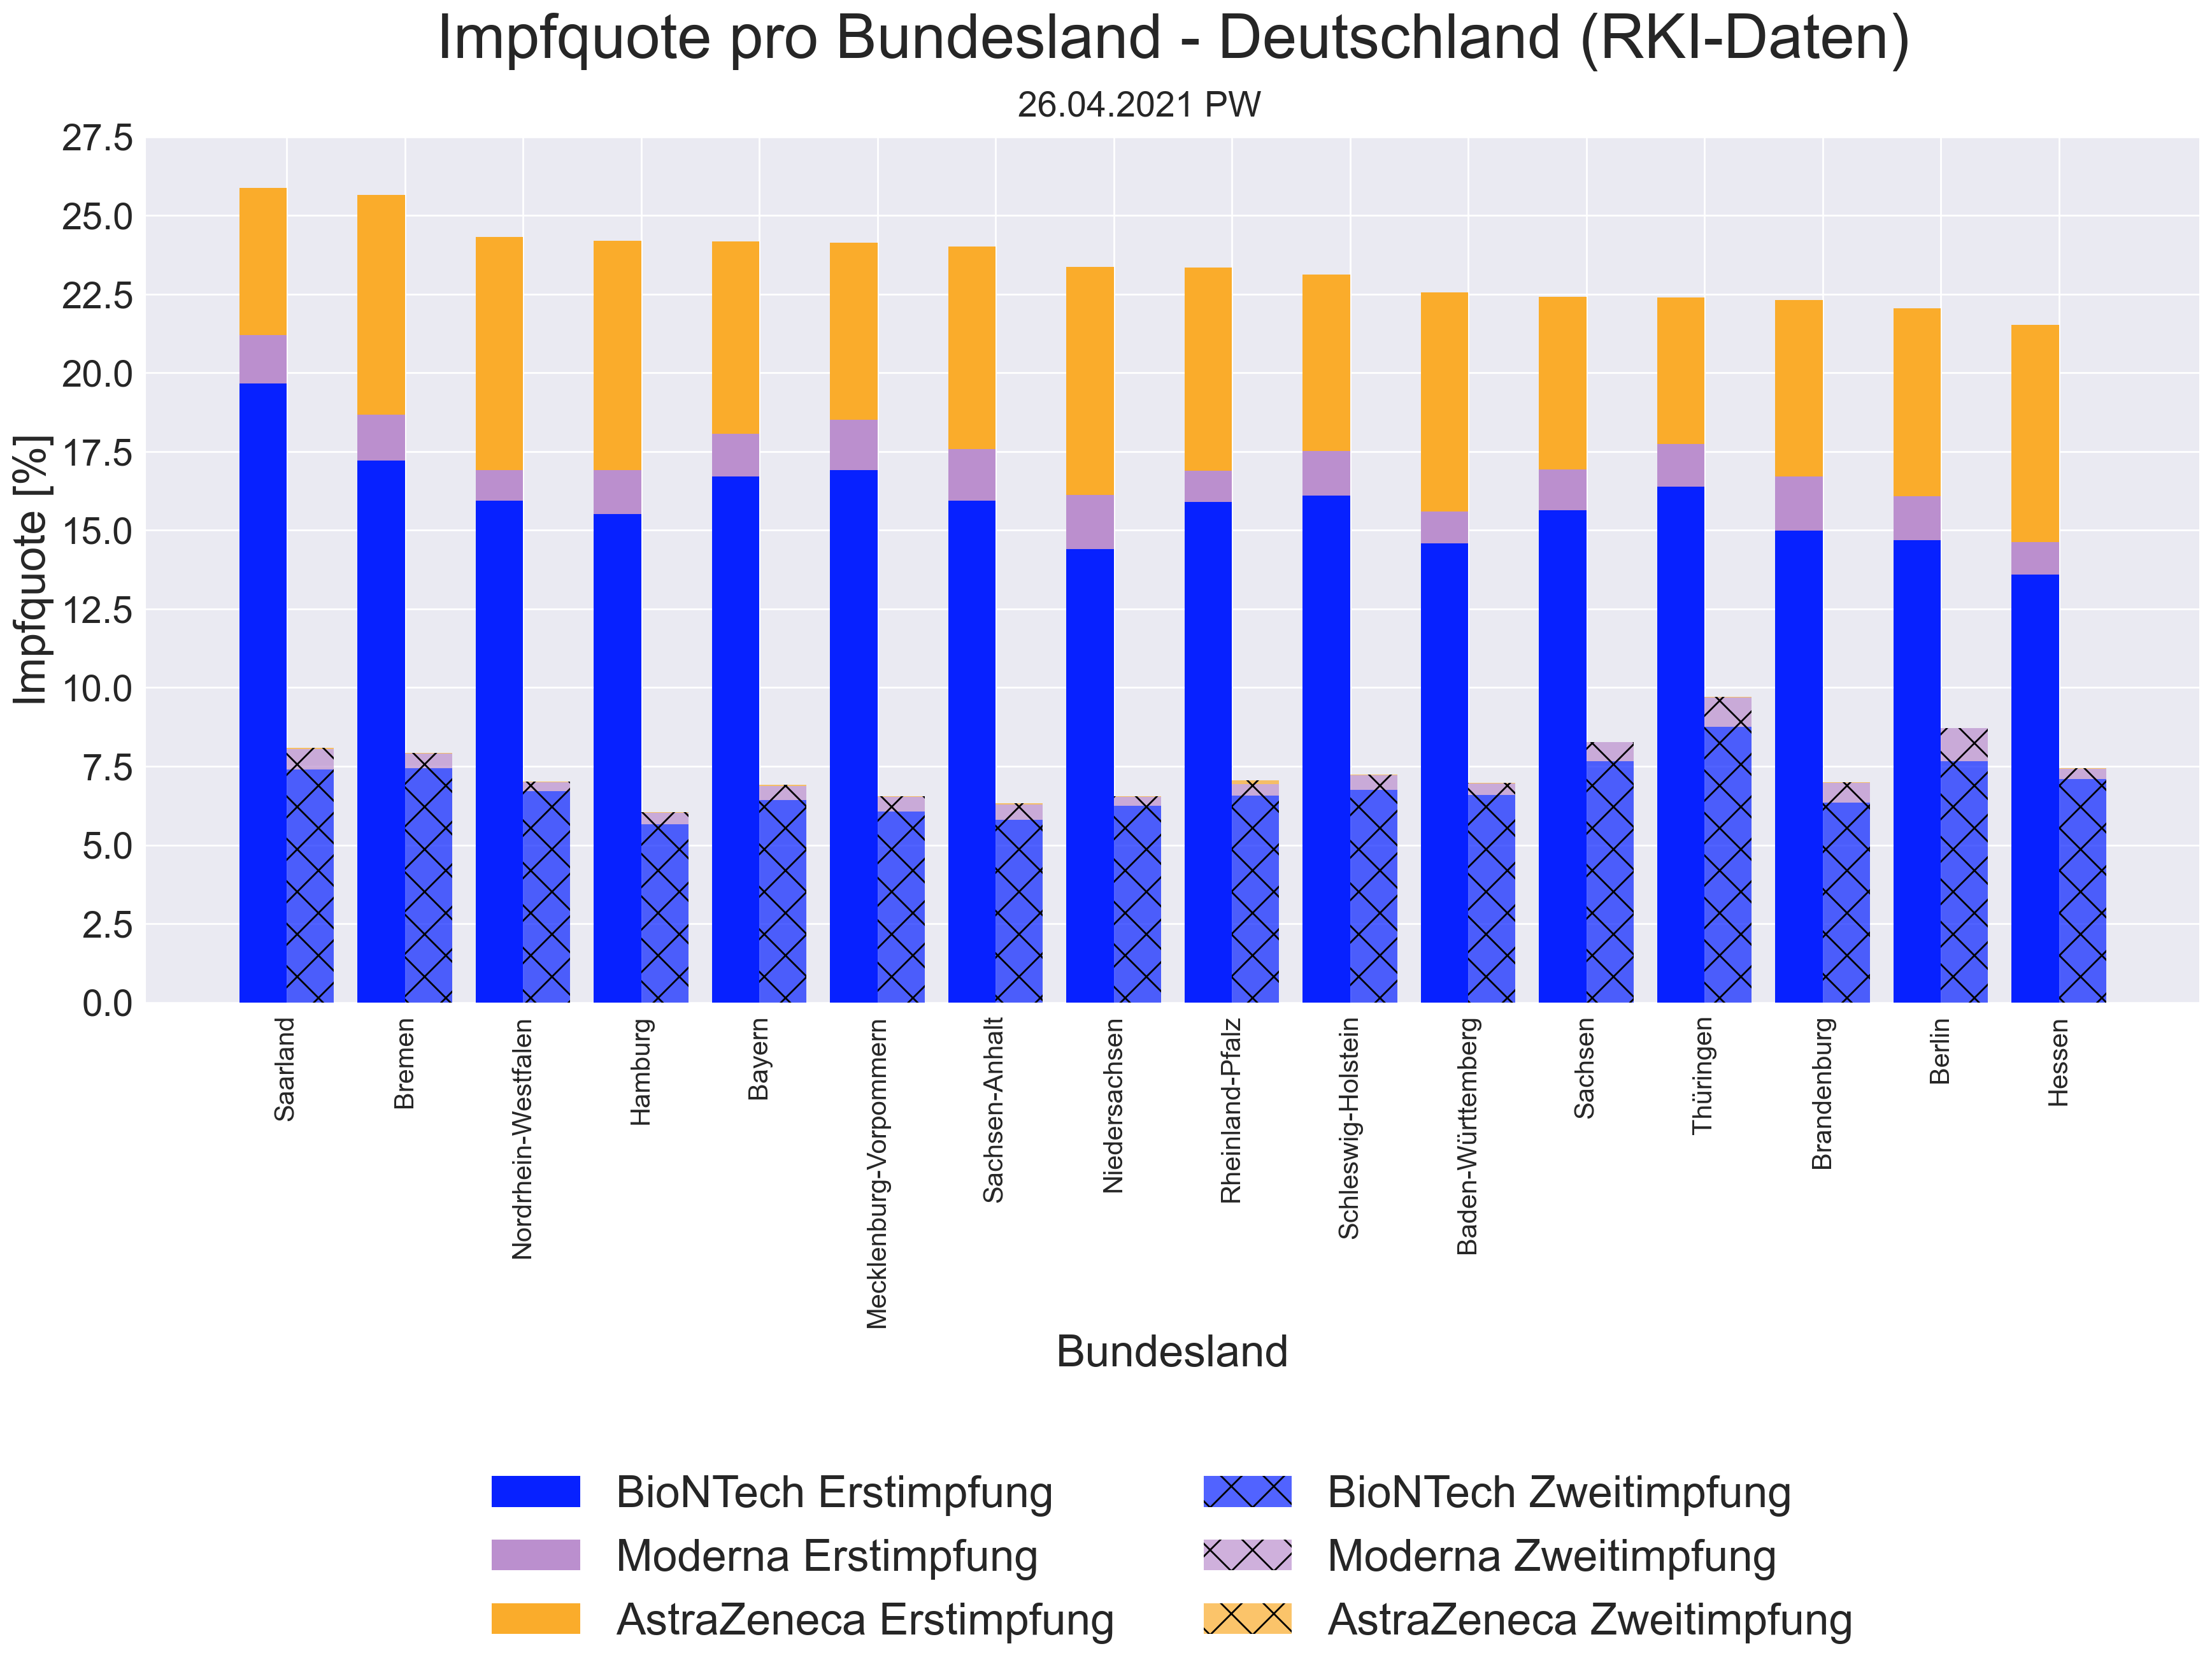 Impfquote pro Bundesland - Deutschland (RKI-Daten)
26.04.2021 PW
Impfquote [%]
27.5
25.0
22.5
20.0
17.5
15.0
12.5
10.0
7.5
5.0
2.5
0.0
Saarland
Bremen
Nordrhein-Westfalen
Hamburg
Bayern
Mecklenburg-Vorpommern
Sachsen-Anhalt
Niedersachsen
Rheinland-Pfalz
Schleswig-Holstein
Baden-Württemberg
Sachsen
Thüringen
Brandenburg
Berlin
Hessen
Bundesland
BioNTech Erstimpfung
Moderna Erstimpfung
AstraZeneca Erstimpfung
BioNTech Zweitimpfung
Moderna Zweitimpfung
AstraZeneca Zweitimpfung